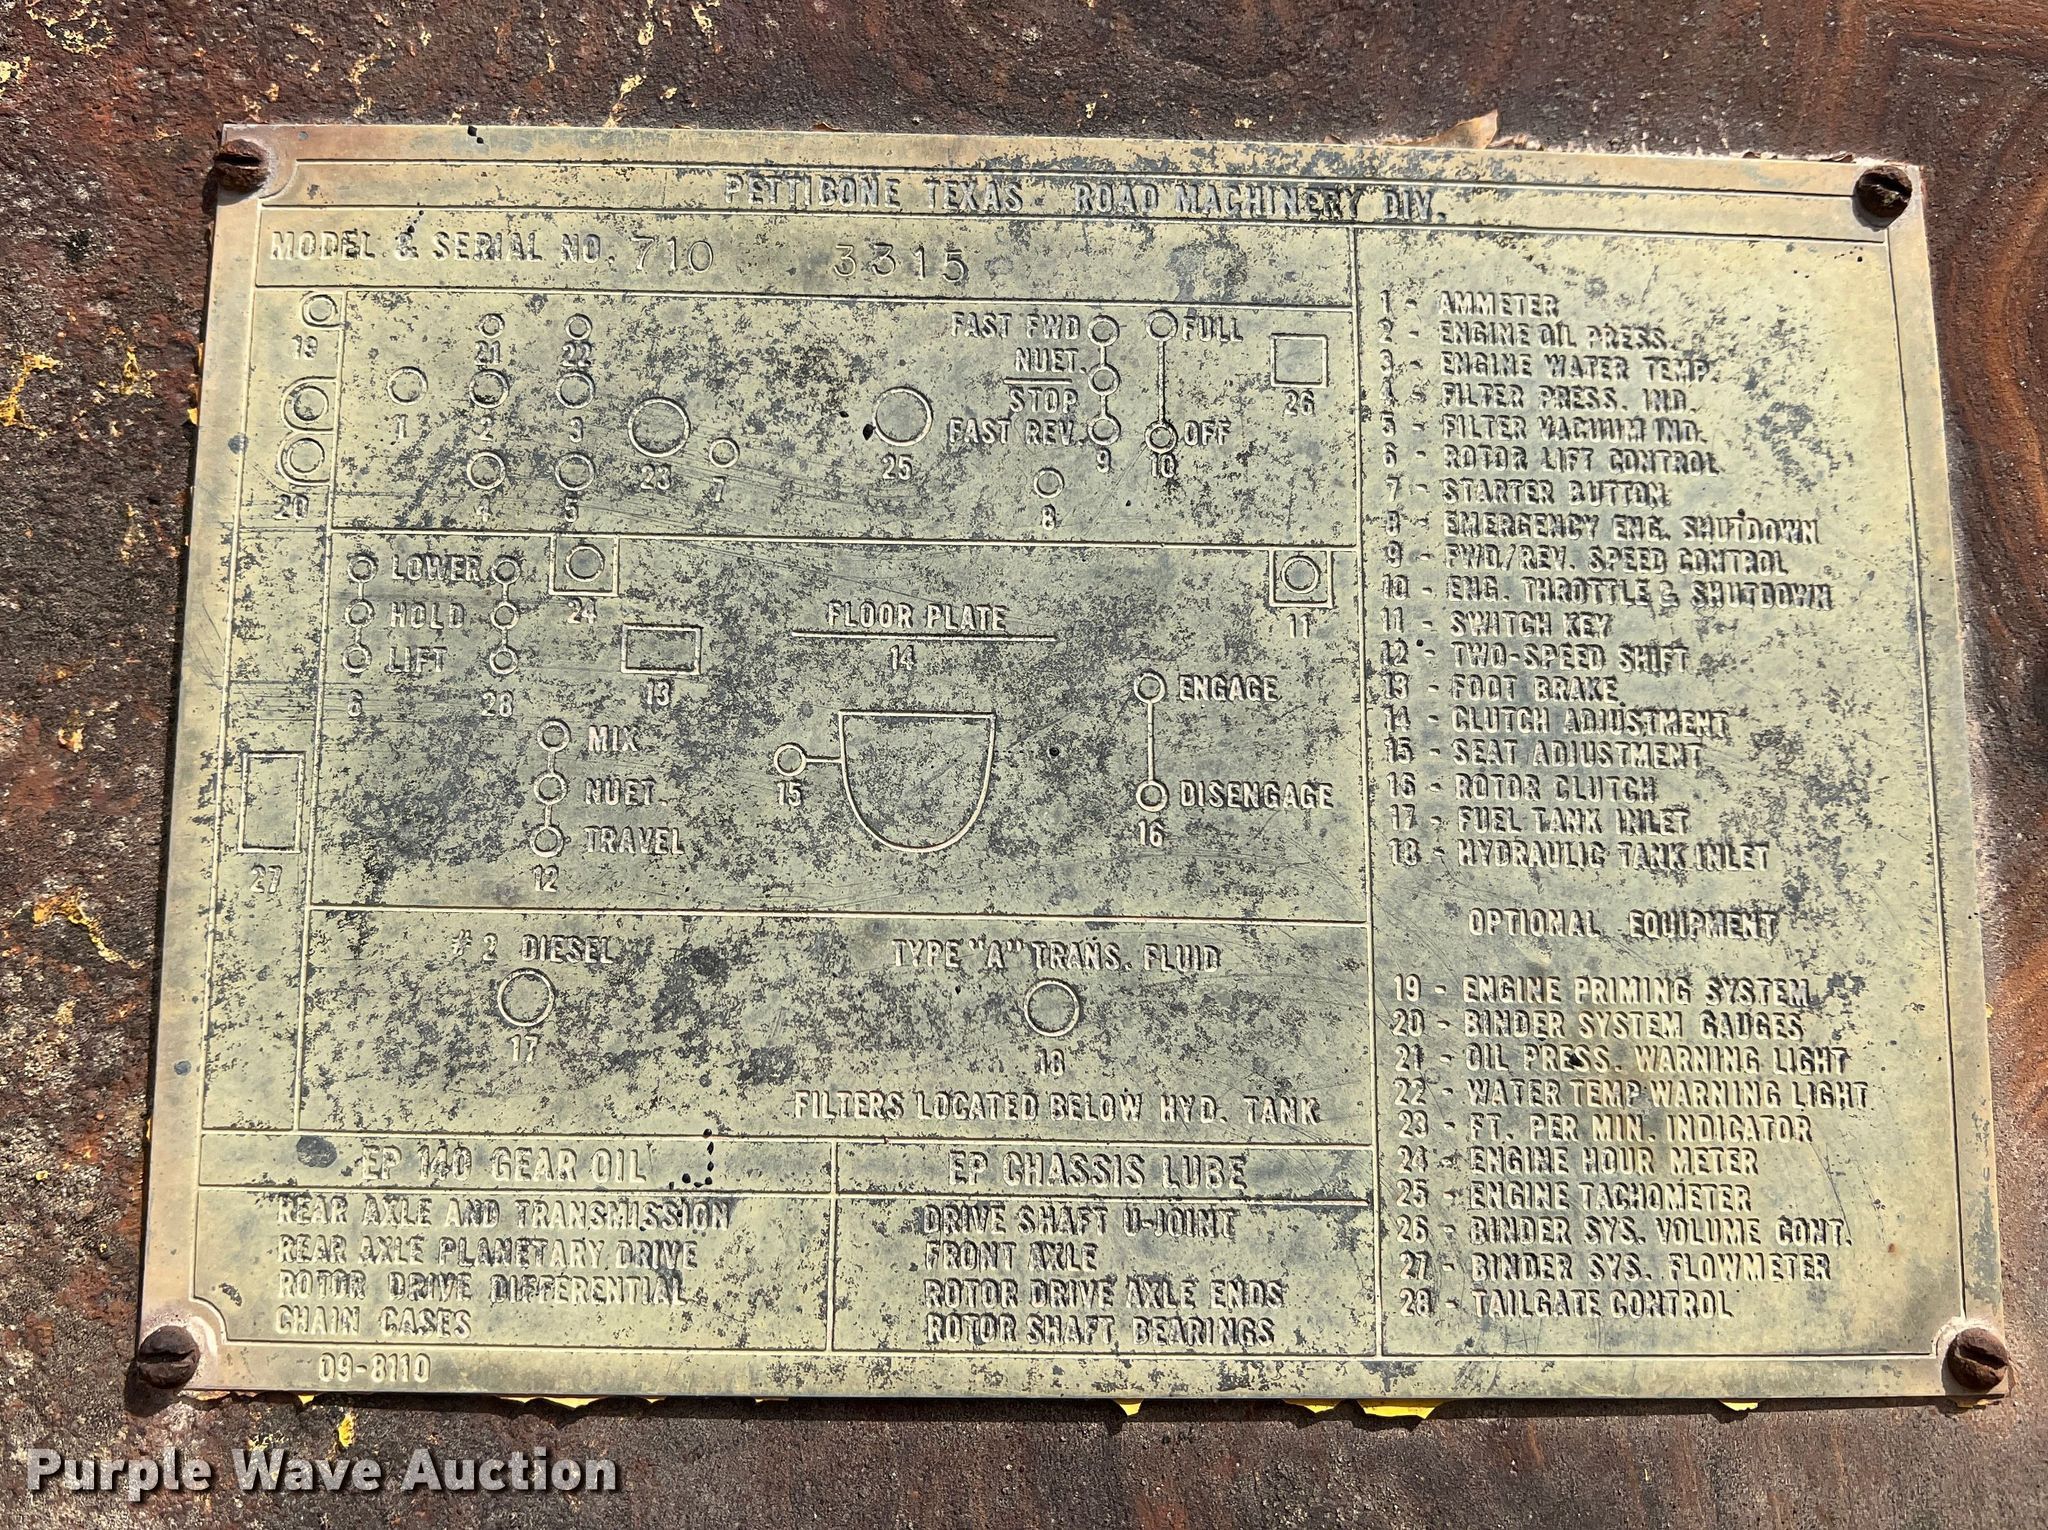 PETTIBONE TEXAS ROAD MACHINERY DIV.
MODEL & SERIAL NO. 710 3315
19
20
27
21
22
1
2
3
4
5
23
7
25
FAST FWD
NUET.
STOP
FAST REV.
9
8
FULL
OFF
10
26
LOWER
HOLD
LIFT
6
28
24
13
FLOOR PLATE
14
11
MIX
NUET.
TRAVEL
12
15
ENGAGE
DISENGAGE
16
#2 DIESEL
17
TYPE "A" TRANS. FLUID
18
FILTERS LOCATED BELOW HYD. TANK
EP 140 GEAR OIL
REAR AXLE AND TRANSMISSION
REAR AXLE PLANETARY DRIVE
ROTOR DRIVE DIFFERENTIAL
CHAIN CASES
EP CHASSIS LUBE
DRIVE SHAFT U-JOINT
FRONT AXLE
ROTOR DRIVE AXLE ENDS
ROTOR SHAFT BEARINGS
1 - AMMETER
2 - ENGINE OIL PRESS.
3 - ENGINE WATER TEMP.
4 - FILTER PRESS. IND.
5 - FILTER VACUUM IND.
6 - ROTOR LIFT CONTROL
7 - STARTER BUTTON
8 - EMERGENCY ENG. SHUTDOWN
9 - FWD/REV. SPEED CONTROL
10 - ENG. THROTTLE & SHUTDOWN
11 - SWITCH KEY
12 - TWO-SPEED SHIFT
13 - FOOT BRAKE
14 - CLUTCH ADJUSTMENT
15 - SEAT ADJUSTMENT
16 - ROTOR CLUTCH
17 - FUEL TANK INLET
18 - HYDRAULIC TANK INLET
OPTIONAL EQUIPMENT
19 - ENGINE PRIMING SYSTEM
20 - BINDER SYSTEM GAUGES
21 - OIL PRESS. WARNING LIGHT
22 - WATER TEMP WARNING LIGHT
23 - FT. PER MIN. INDICATOR
24 - ENGINE HOUR METER
25 - ENGINE TACHOMETER
26 - BINDER SYS. VOLUME CONT.
27 - BINDER SYS. FLOWMETER
28 - TAILGATE CONTROL
09-8110
Purple Wave Auction